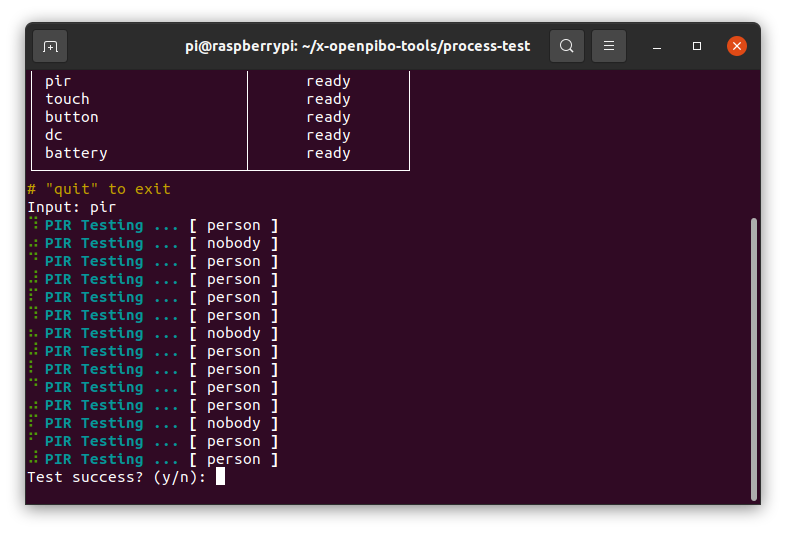 pi@raspberrypi: ~/x-openpibo-tools/process-test
pir ready
touch ready
button ready
dc ready
battery ready
# "quit" to exit
Input: pir
PIR Testing ... [ person ]
PIR Testing ... [ nobody ]
PIR Testing ... [ person ]
PIR Testing ... [ person ]
PIR Testing ... [ person ]
PIR Testing ... [ person ]
PIR Testing ... [ nobody ]
PIR Testing ... [ person ]
PIR Testing ... [ person ]
PIR Testing ... [ person ]
PIR Testing ... [ person ]
PIR Testing ... [ nobody ]
PIR Testing ... [ person ]
PIR Testing ... [ person ]
Test success? (y/n):